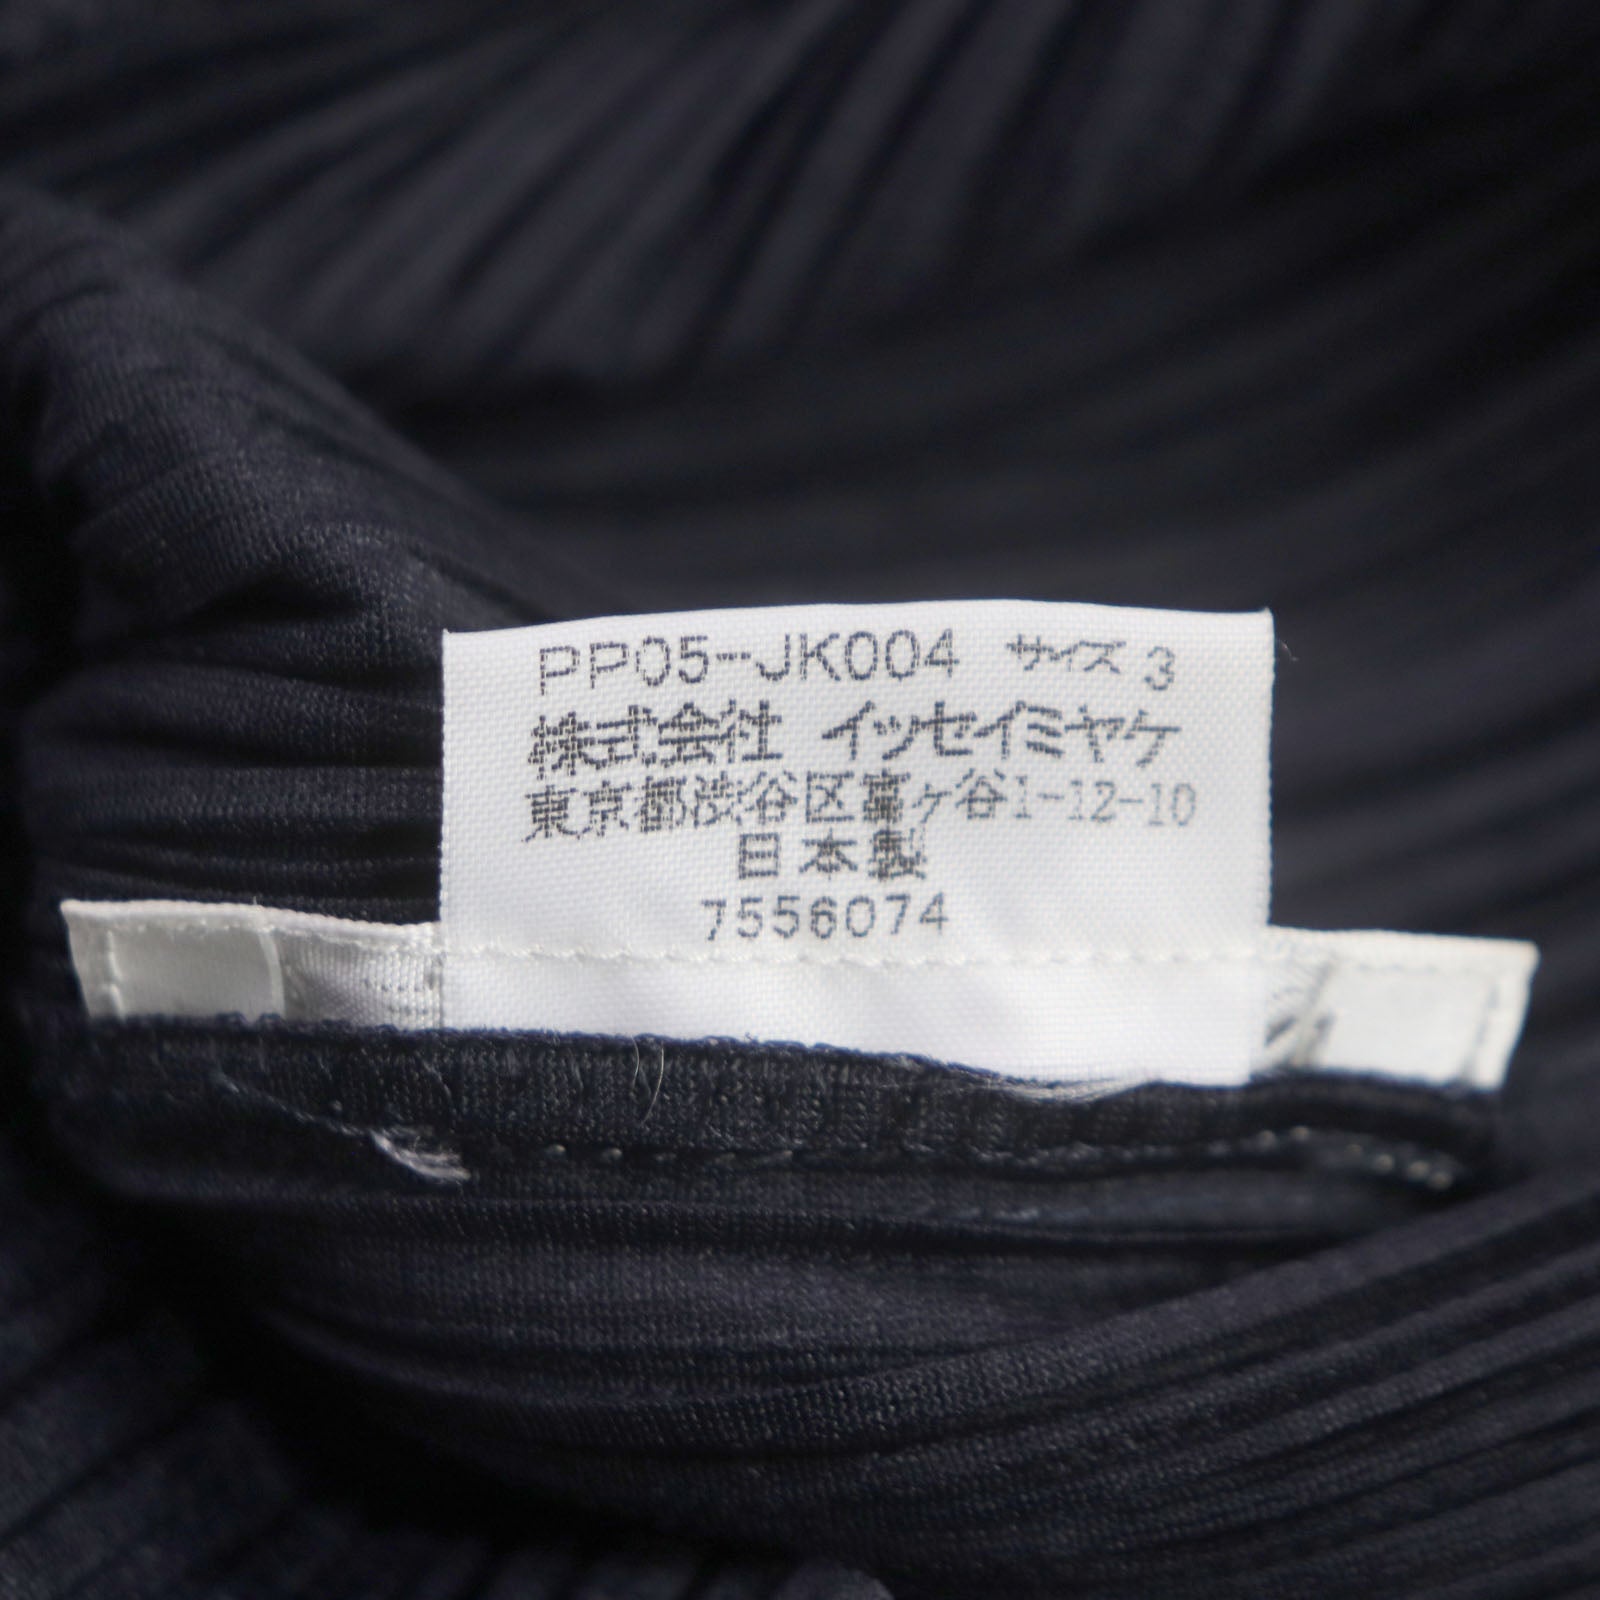 PP05-JK004 サイズ 3
株式会社 イッセイミヤケ
東京都渋谷区富ヶ谷1-12-10
日本製
7556074